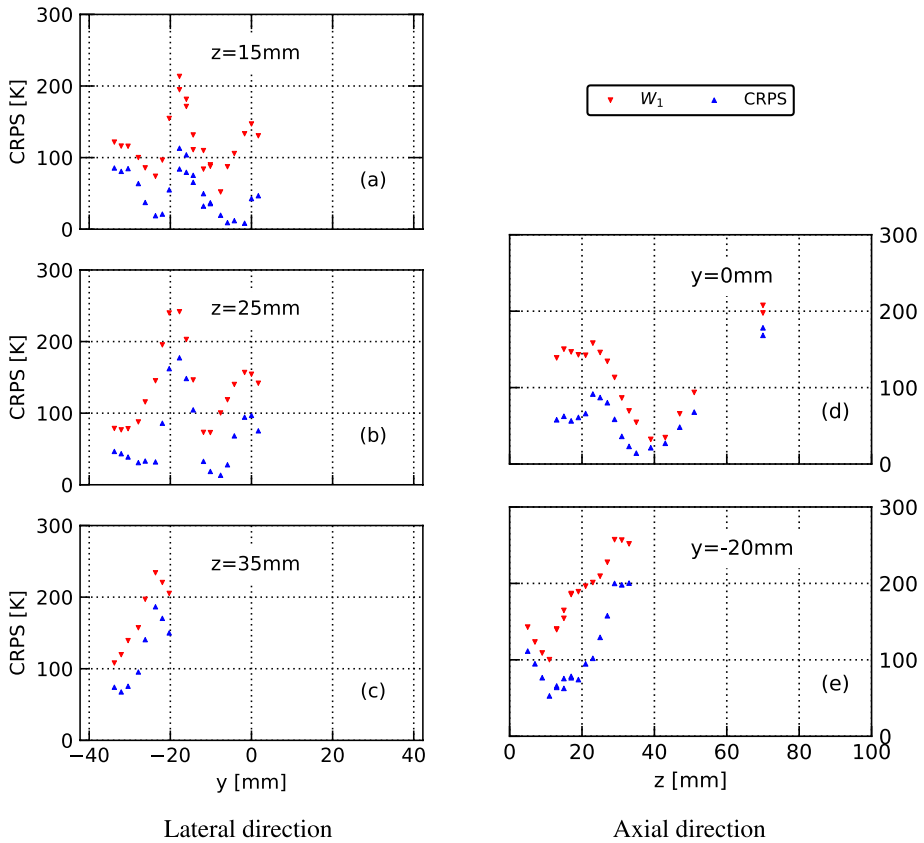 300
z=15mm
200
CRPS [K]
100
(a)
0
300
z=25mm
200
CRPS [K]
100
(b)
0
300
z=35mm
200
CRPS [K]
100
(c)
0
−40 −20 0 20 40
y [mm]
Lateral direction
W₁ CRPS
300
y=0mm
200
100
(d)
0
300
y=-20mm
200
100
(e)
0
0 20 40 60 80 100
z [mm]
Axial direction